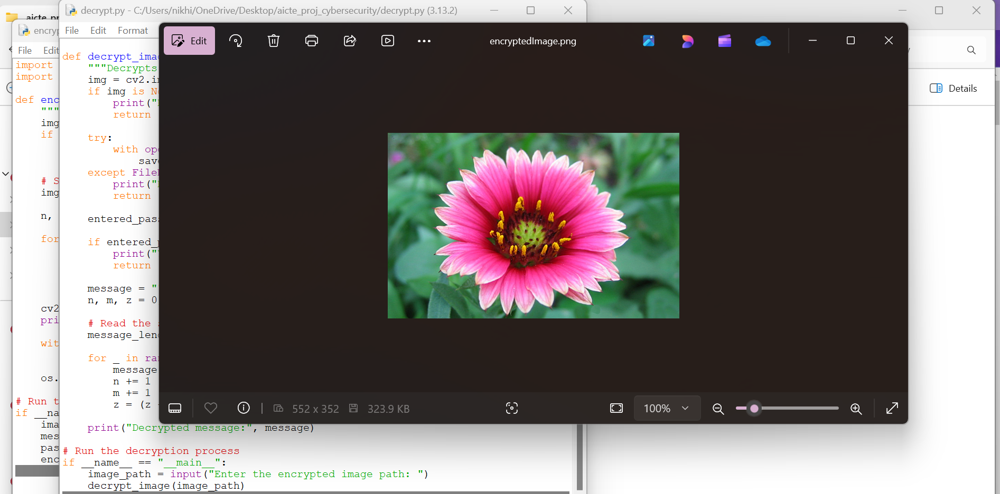 aicte_pr
encryp
File Edit
import
import
def enc
"""
img
if
# S
img
n,
for
cv2
pri
wit
os.
# Run t
if __na
ima
mes
pas
enc
decrypt.py - C:/Users/nikhi/OneDrive/Desktop/aicte_proj_cybersecurity/decrypt.py (3.13.2)
File Edit Format
def decrypt_ima
"""Decrypts
img = cv2.i
if img is N
print("
return
try:
with ope
save
except File
print("
return
entered_pas
if entered_
print("
return
message = "
n, m, z = 0
# Read the
message_len
for _ in ra
message
n += 1
m += 1
z = (z
print("Decrypted message:", message)
# Run the decryption process
if __name__ == "__main__":
image_path = input("Enter the encrypted image path: ")
decrypt_image(image_path)
Edit
encryptedImage.png
552 x 352
323.9 KB
100%
Details